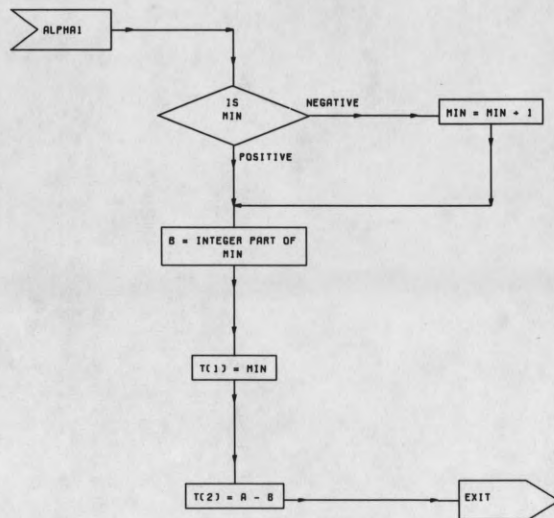 ALPHA1
IS
MIN
NEGATIVE
MIN = MIN + 1
POSITIVE
B = INTEGER PART OF
MIN
T(1) = MIN
T(2) = A - B
EXIT